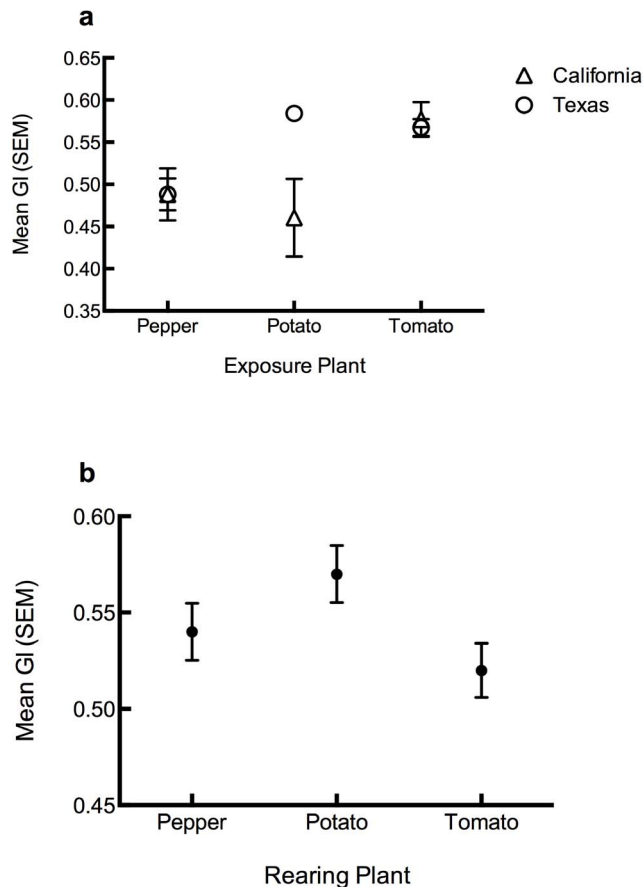 a
Mean GI (SEM)
0.65
0.60
0.55
0.50
0.45
0.40
0.35
Pepper Potato Tomato
Exposure Plant
California
Texas
b
Mean GI (SEM)
0.60
0.55
0.50
0.45
Pepper Potato Tomato
Rearing Plant